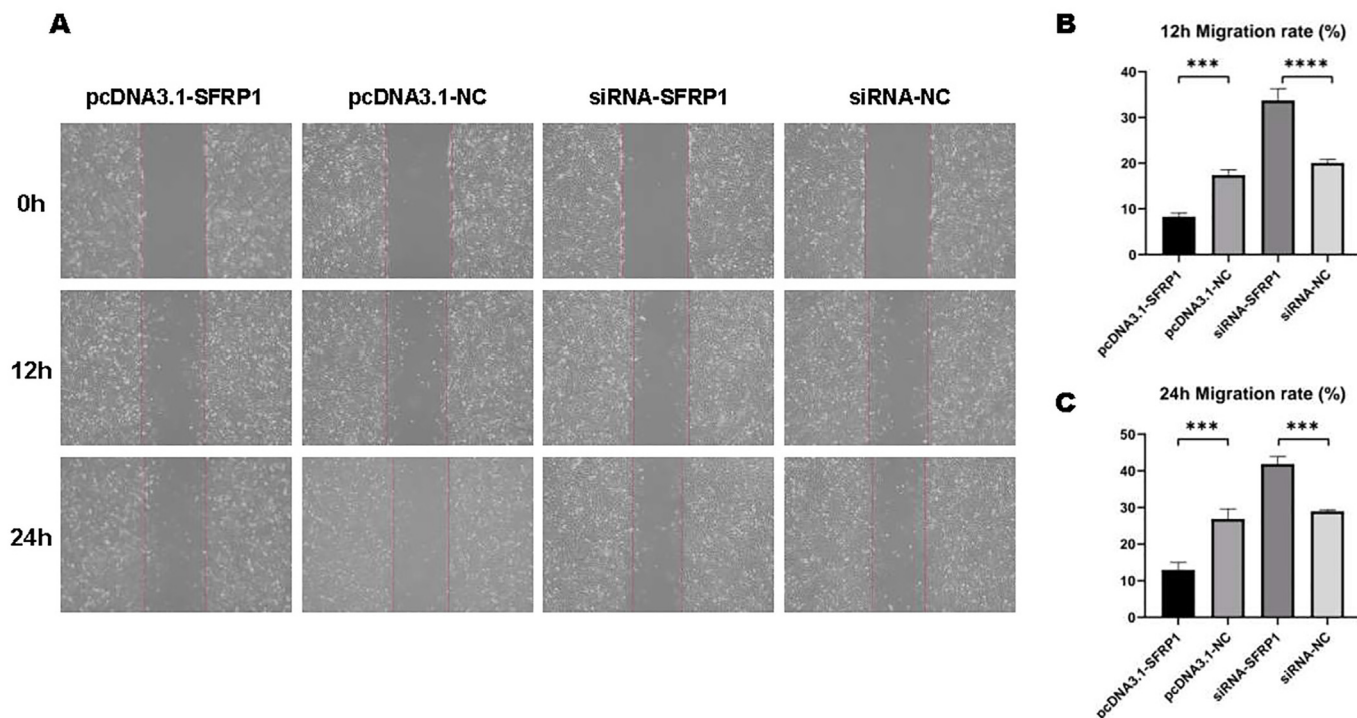 A
pcDNA3.1-SFRP1 pcDNA3.1-NC siRNA-SFRP1 siRNA-NC
0h
12h
24h
B
12h Migration rate (%)
*** ****
40
30
20
10
0
pcDNA3.1-SFRP1
pcDNA3.1-NC
siRNA-SFRP1
siRNA-NC
C
24h Migration rate (%)
*** ***
50
40
30
20
10
0
pcDNA3.1-SFRP1
pcDNA3.1-NC
siRNA-SFRP1
siRNA-NC